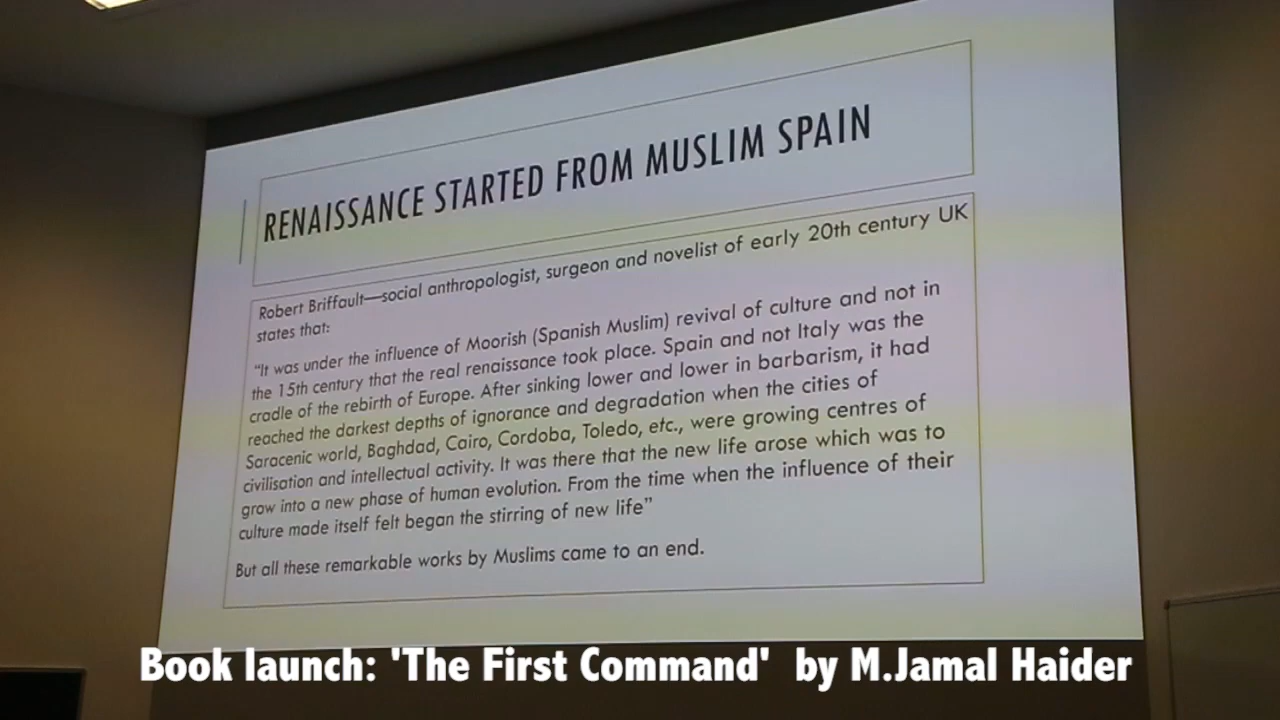 RENAISSANCE STARTED FROM MUSLIM SPAIN
Robert Briffault—social anthropologist, surgeon and novelist of early 20th century UK
states that:
“It was under the influence of Moorish (Spanish Muslim) revival of culture and not in
the 15th century that the real renaissance took place. Spain and not Italy was the
cradle of the rebirth of Europe. After sinking lower and lower in barbarism, it had
reached the darkest depths of ignorance and degradation when the cities of
Saracenic world, Baghdad, Cairo, Cordoba, Toledo, etc., were growing centres of
civilisation and intellectual activity. It was there that the new life arose which was to
grow into a new phase of human evolution. From the time when the influence of their
culture made itself felt began the stirring of new life”
But all these remarkable works by Muslims came to an end.
Book launch: 'The First Command' by M.Jamal Haider